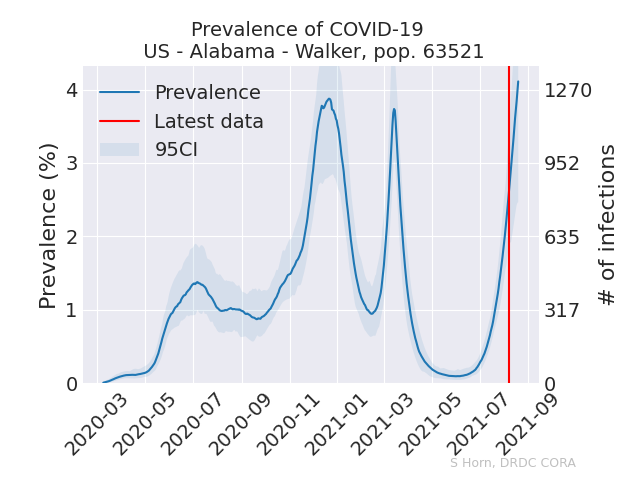 Prevalence of COVID-19
US - Alabama - Walker, pop. 63521
Prevalence
Latest data
95CI
Prevalence (%)
4
3
2
1
0
1270
952
635
317
0
# of infections
2020-03
2020-05
2020-07
2020-09
2020-11
2021-01
2021-03
2021-05
2021-07
2021-09
S Horn, DRDC CORA